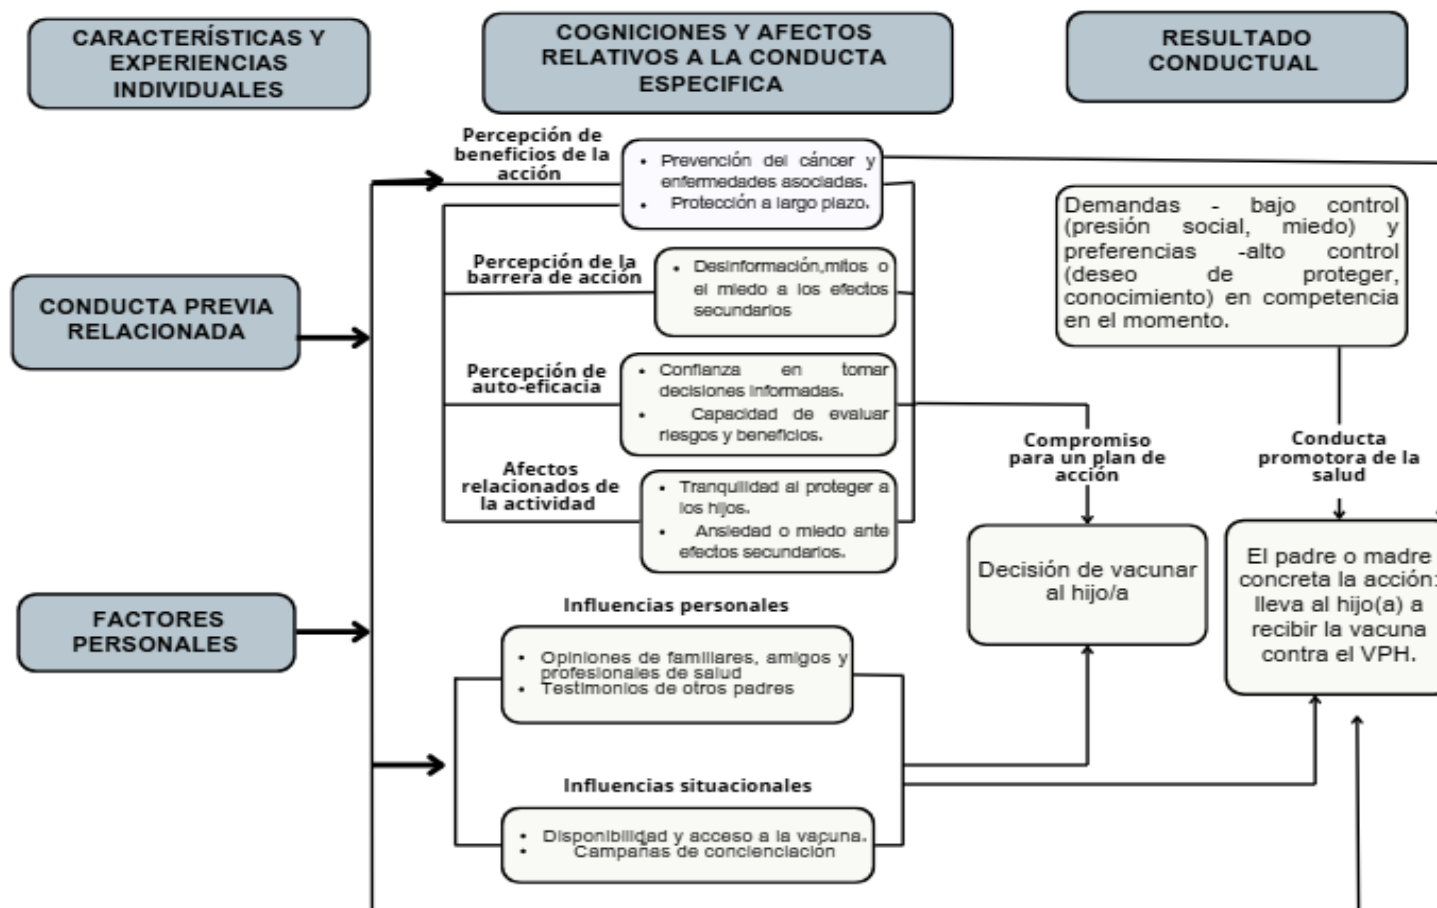 CARACTERÍSTICAS Y
EXPERIENCIAS
INDIVIDUALES
COGNICIONES Y AFECTOS
RELATIVOS A LA CONDUCTA
ESPECIFICA
RESULTADO
CONDUCTUAL
Percepción de
beneficios de la
acción
• Prevención del cáncer y
enfermedades asociadas.
• Protección a largo plazo.
Demandas - bajo control
(presión social, miedo) y
preferencias -alto control
(deseo de proteger,
conocimiento) en competencia
en el momento.
CONDUCTA PREVIA
RELACIONADA
Percepción de la
barrera de acción
• Desinformación,mitos o
el miedo a los efectos
secundarios
Percepción de
auto-eficacia
• Confianza en tomar
decisiones informadas.
• Capacidad de evaluar
riesgos y beneficios.
Afectos
relacionados de
la actividad
• Tranquilidad al proteger a
los hijos.
• Ansiedad o miedo ante
efectos secundarios.
Compromiso
para un plan de
acción
Decisión de vacunar
al hijo/a
Conducta
promotora de la
salud
El padre o madre
concreta la acción:
lleva al hijo(a) a
recibir la vacuna
contra el VPH.
FACTORES
PERSONALES
Influencias personales
• Opiniones de familiares, amigos y
profesionales de salud
• Testimonios de otros padres
Influencias situacionales
• Disponibilidad y acceso a la vacuna.
• Campañas de concienciación